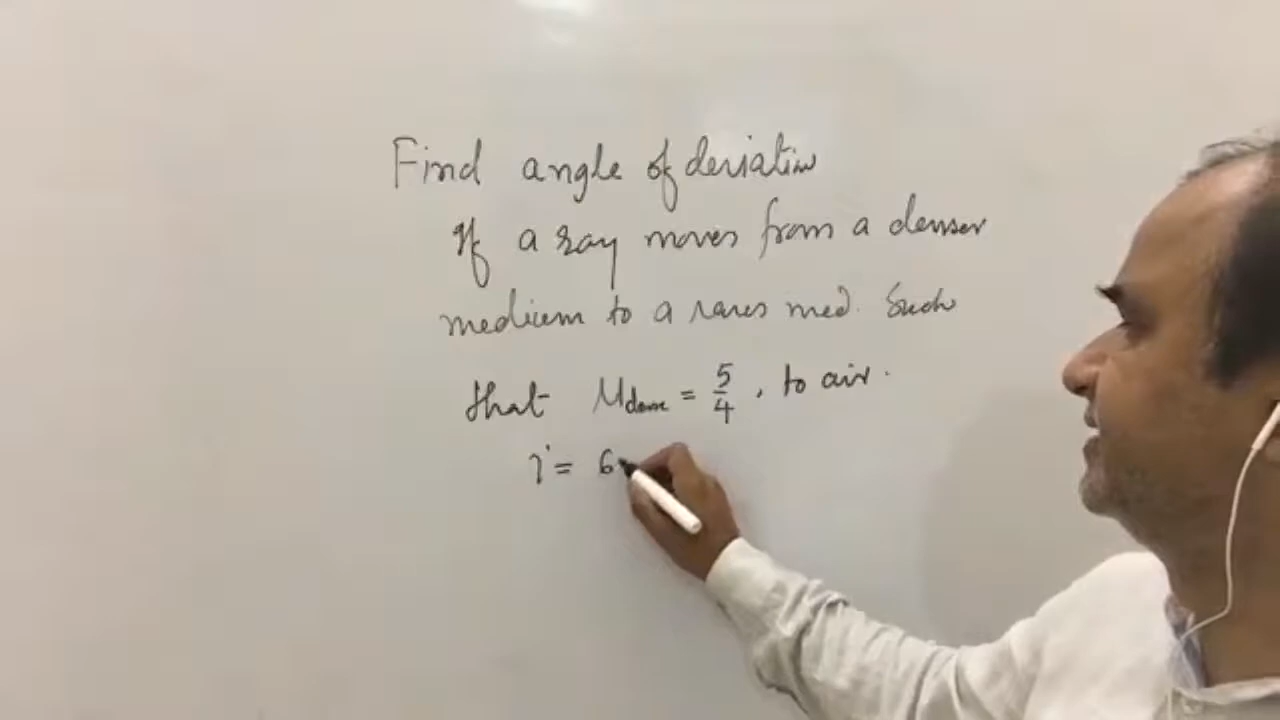 Find angle of deviation
If a ray moves from a denser
medium to a rarer med. Such
that μdense = 5/4, to air.
i = 6